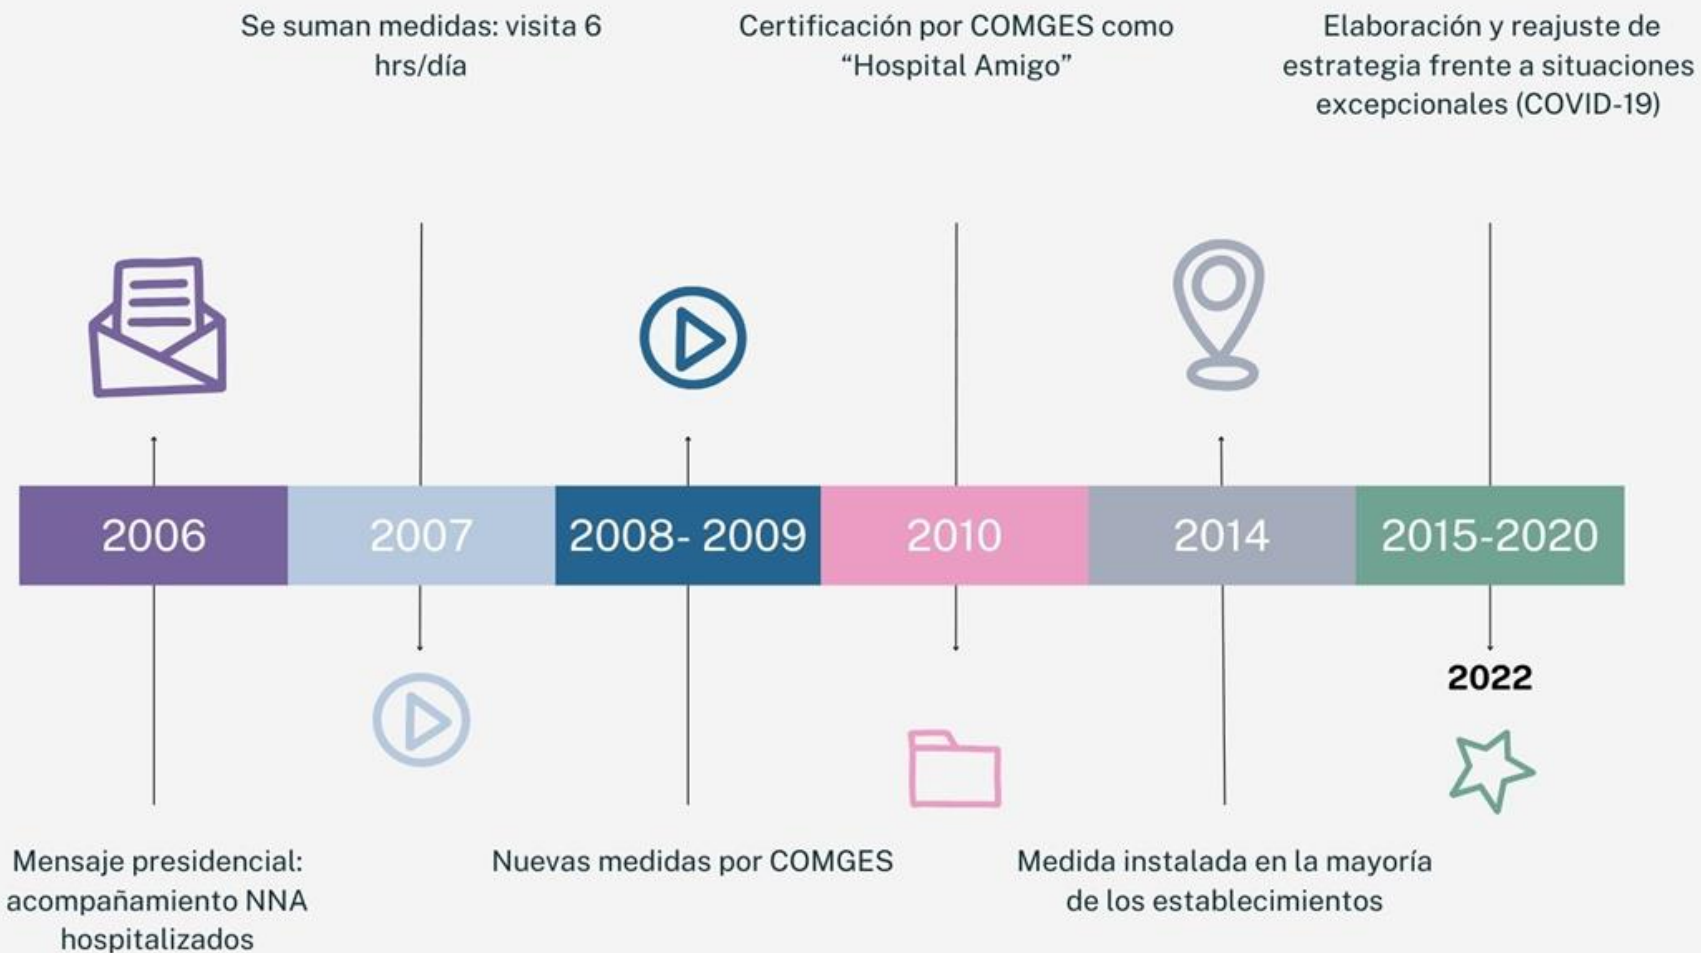 Se suman medidas: visita 6
hrs/día
Certificación por COMGES como
“Hospital Amigo”
Elaboración y reajuste de
estrategia frente a situaciones
excepcionales (COVID-19)
2006
2007
2008- 2009
2010
2014
2015-2020
2022
Mensaje presidencial:
acompañamiento NNA
hospitalizados
Nuevas medidas por COMGES
Medida instalada en la mayoría
de los establecimientos